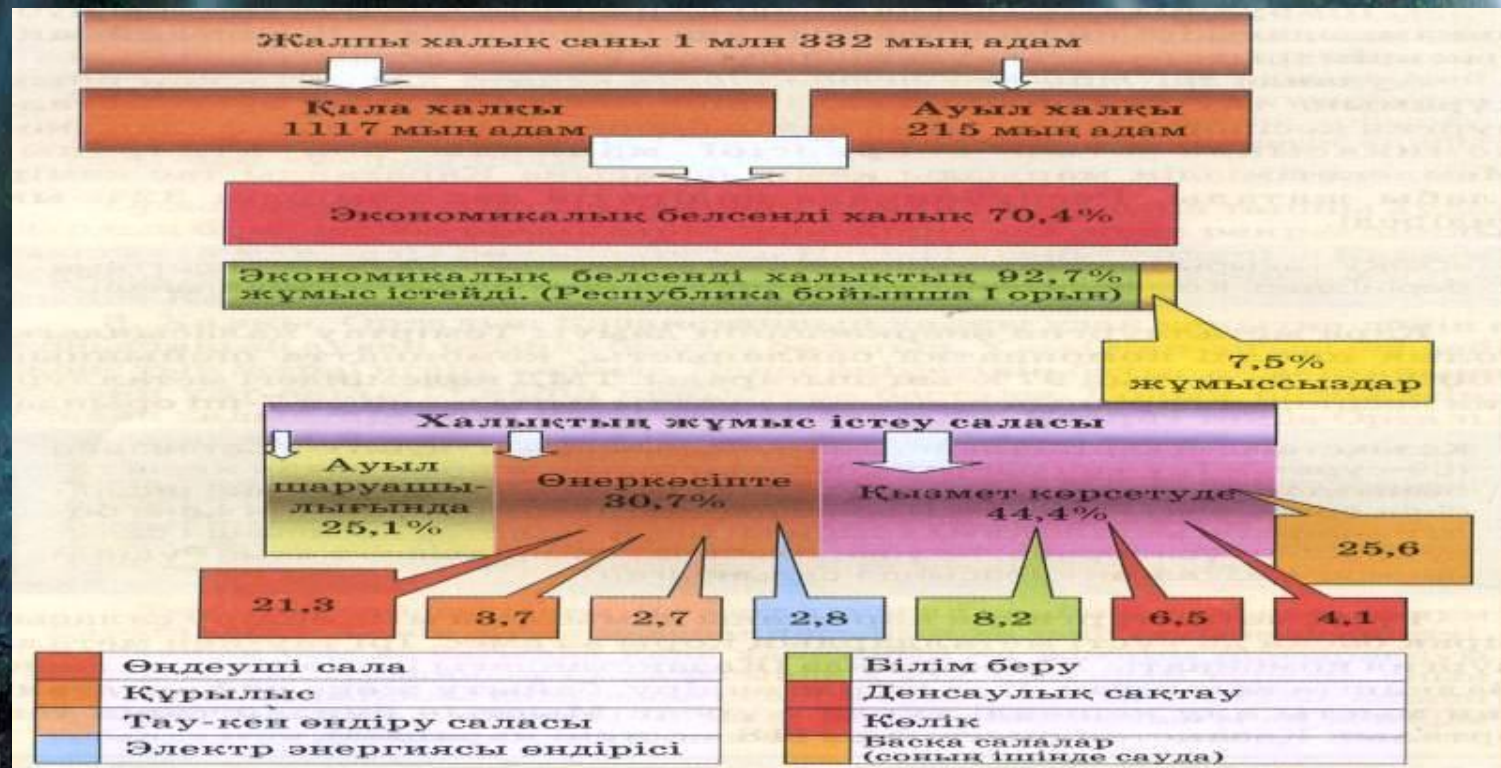 Жалпы халық саны 1 млн 332 мың адам
Қала халқы
1117 мың адам
Ауыл халқы
215 мың адам
Экономикалық белсенді халық 70,4%
Экономикалық белсенді халықтың 92,7%
жұмыс істейді. (Республика бойынша I орын)
7,5%
жұмыссыздар
Халықтың жұмыс істеу саласы
Ауыл
шаруашы-
лығында
25,1%
Өнеркәсіпте
30,7%
Қызмет көрсетуде
44,4%
25,6
21,3
3,7
2,7
2,8
8,2
6,5
4,1
Өңдеуші сала
Құрылыс
Тау-кен өндіру саласы
Электр энергиясы өндірісі
Білім беру
Денсаулық сақтау
Көлік
Басқа салалар
(соның ішінде сауда)